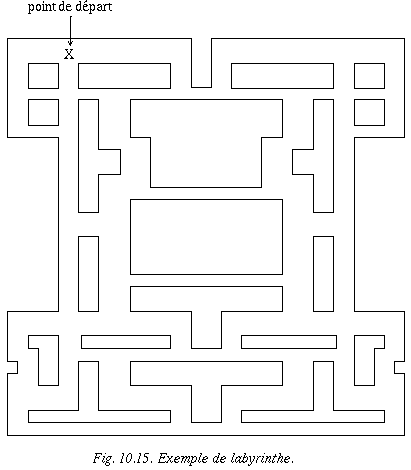 point de départ
X
Fig. 10.15. Exemple de labyrinthe.